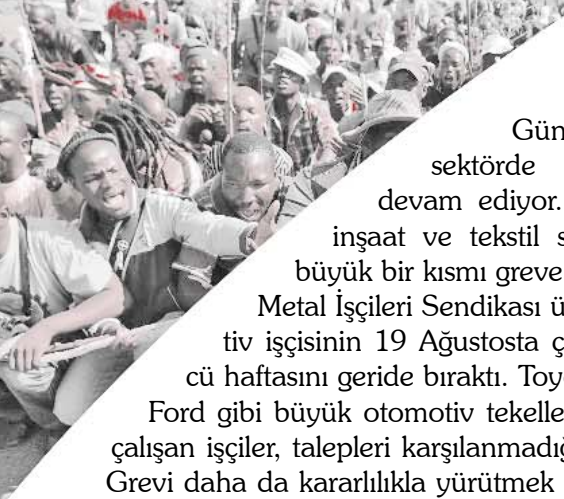 Gün
sektörde
devam ediyor.
inşaat ve tekstil s
büyük bir kısmı greve
Metal İşçileri Sendikası ü
tiv işçisinin 19 Ağustosta ç
cü haftasını geride bıraktı. Toy
Ford gibi büyük otomotiv tekelle
çalışan işçiler, talepleri karşılanmadığ
Grevi daha da kararlılıkla yürütmek